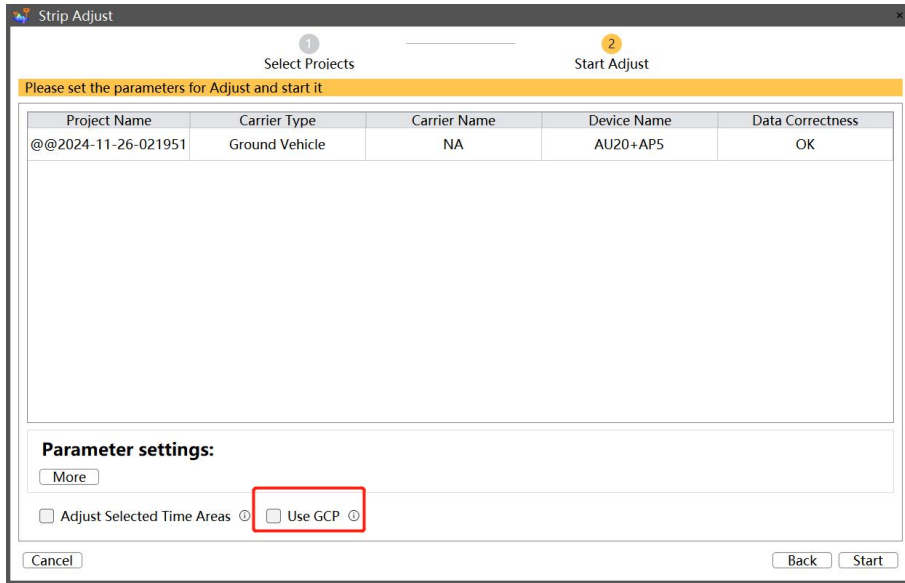 Strip Adjust
×
1
2
Select Projects
Start Adjust
Please set the parameters for Adjust and start it
Project Name Carrier Type Carrier Name Device Name Data Correctness
@@2024-11-26-021951 Ground Vehicle NA AU20+AP5 OK
Parameter settings:
More
Adjust Selected Time Areas ⓘ Use GCP ⓘ
Cancel Back Start